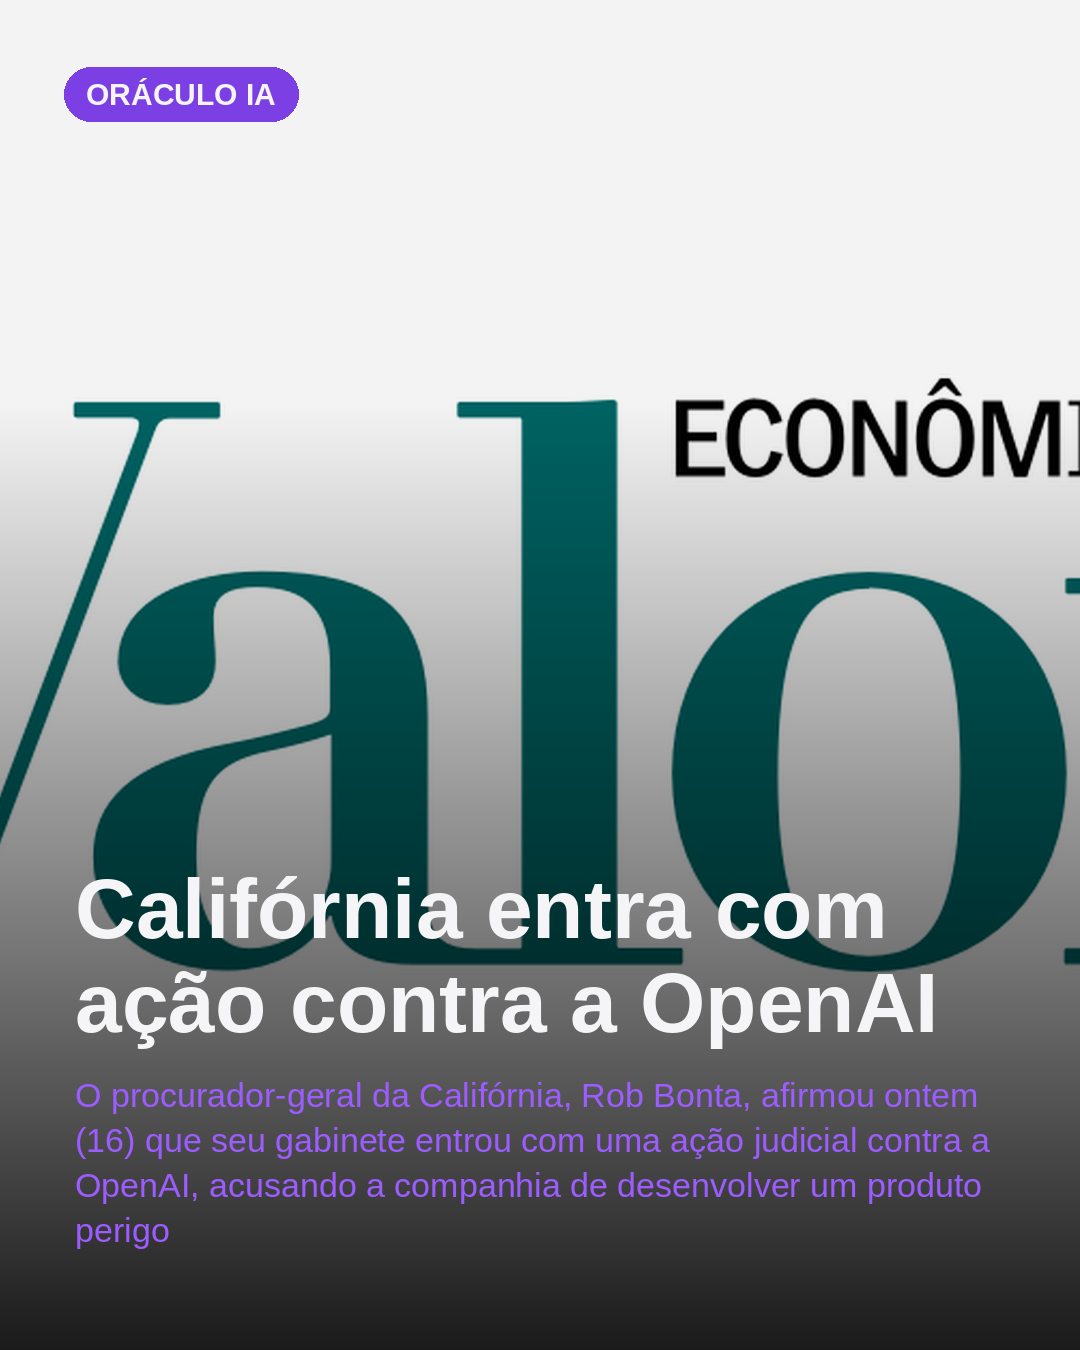 ORÁCULO IA
ECONÔMI
Valor
Califórnia entra com
ação contra a OpenAI
O procurador-geral da Califórnia, Rob Bonta, afirmou ontem
(16) que seu gabinete entrou com uma ação judicial contra a
OpenAI, acusando a companhia de desenvolver um produto
perigo